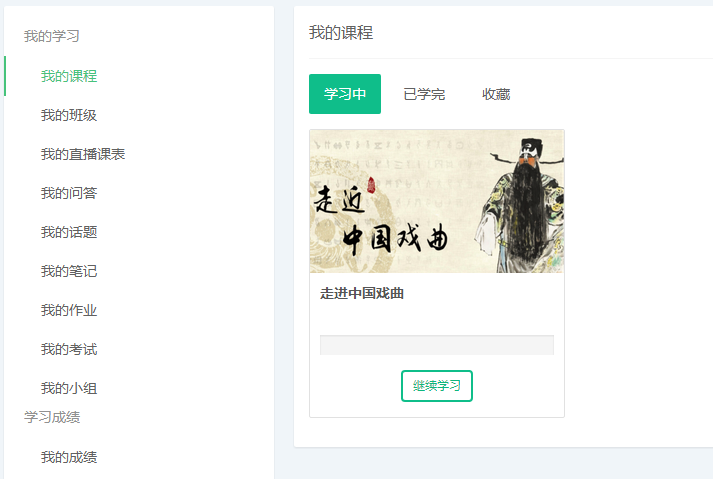 我的学习
我的课程
我的班级
我的直播课表
我的问答
我的话题
我的笔记
我的作业
我的考试
我的小组
学习成绩
我的成绩
我的课程
学习中
已学完
收藏
走近
中国戏曲
走进中国戏曲
继续学习